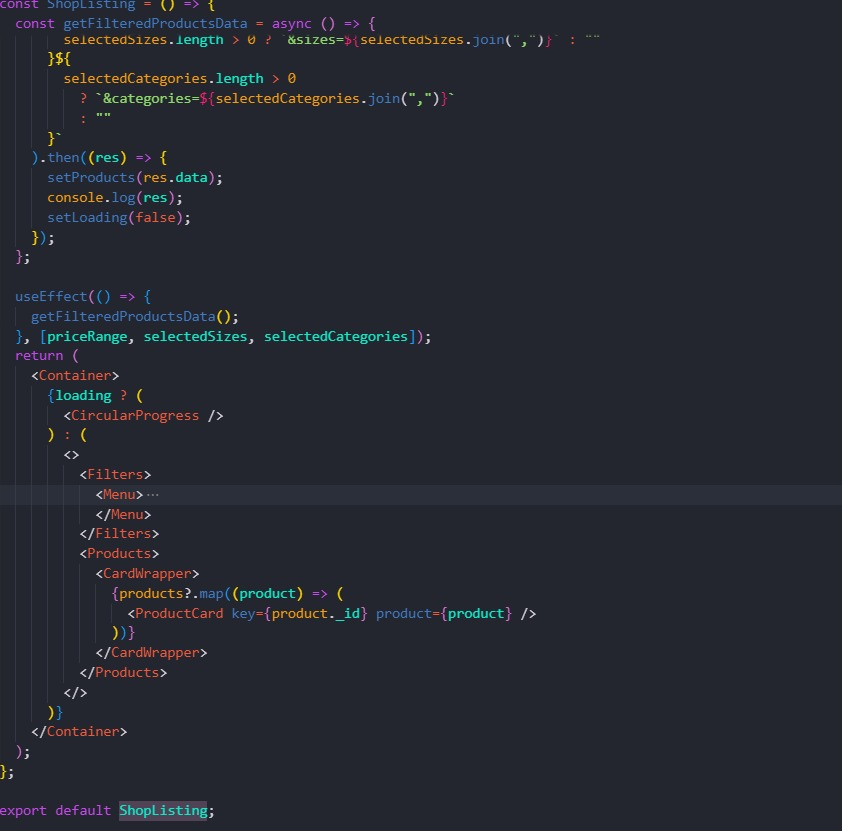 const ShopListing = () => {
  const getFilteredProductsData = async () => {
        selectedSizes.length > 0 ? `&sizes=${selectedSizes.join(",")}` : ""
      }${
        selectedCategories.length > 0
          ? `&categories=${selectedCategories.join(",")}`
          : ""
      }`
    ).then((res) => {
      setProducts(res.data);
      console.log(res);
      setLoading(false);
    });
  };

  useEffect(() => {
    getFilteredProductsData();
  }, [priceRange, selectedSizes, selectedCategories]);
  return (
    <Container>
      {loading ? (
        <CircularProgress />
      ) : (
        <>
          <Filters>
            <Menu>···
            </Menu>
          </Filters>
          <Products>
            <CardWrapper>
              {products?.map((product) => (
                <ProductCard key={product._id} product={product} />
              ))}
            </CardWrapper>
          </Products>
        </>
      )}
    </Container>
  );
};

export default ShopListing;